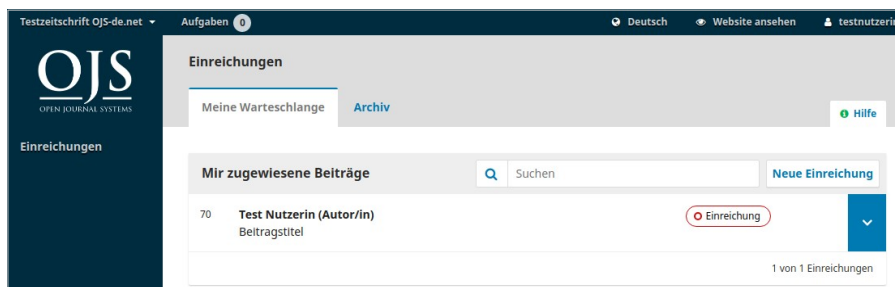 Testzeitschrift OJS-de.net Aufgaben 0 Deutsch Website ansehen testnutzerin
OJS
OPEN JOURNAL SYSTEMS
Einreichungen
Einreichungen
Meine Warteschlange Archiv
Hilfe
Mir zugewiesene Beiträge Suchen Neue Einreichung
70 Test Nutzerin (Autor/in) Einreichung
Beitragstitel
1 von 1 Einreichungen